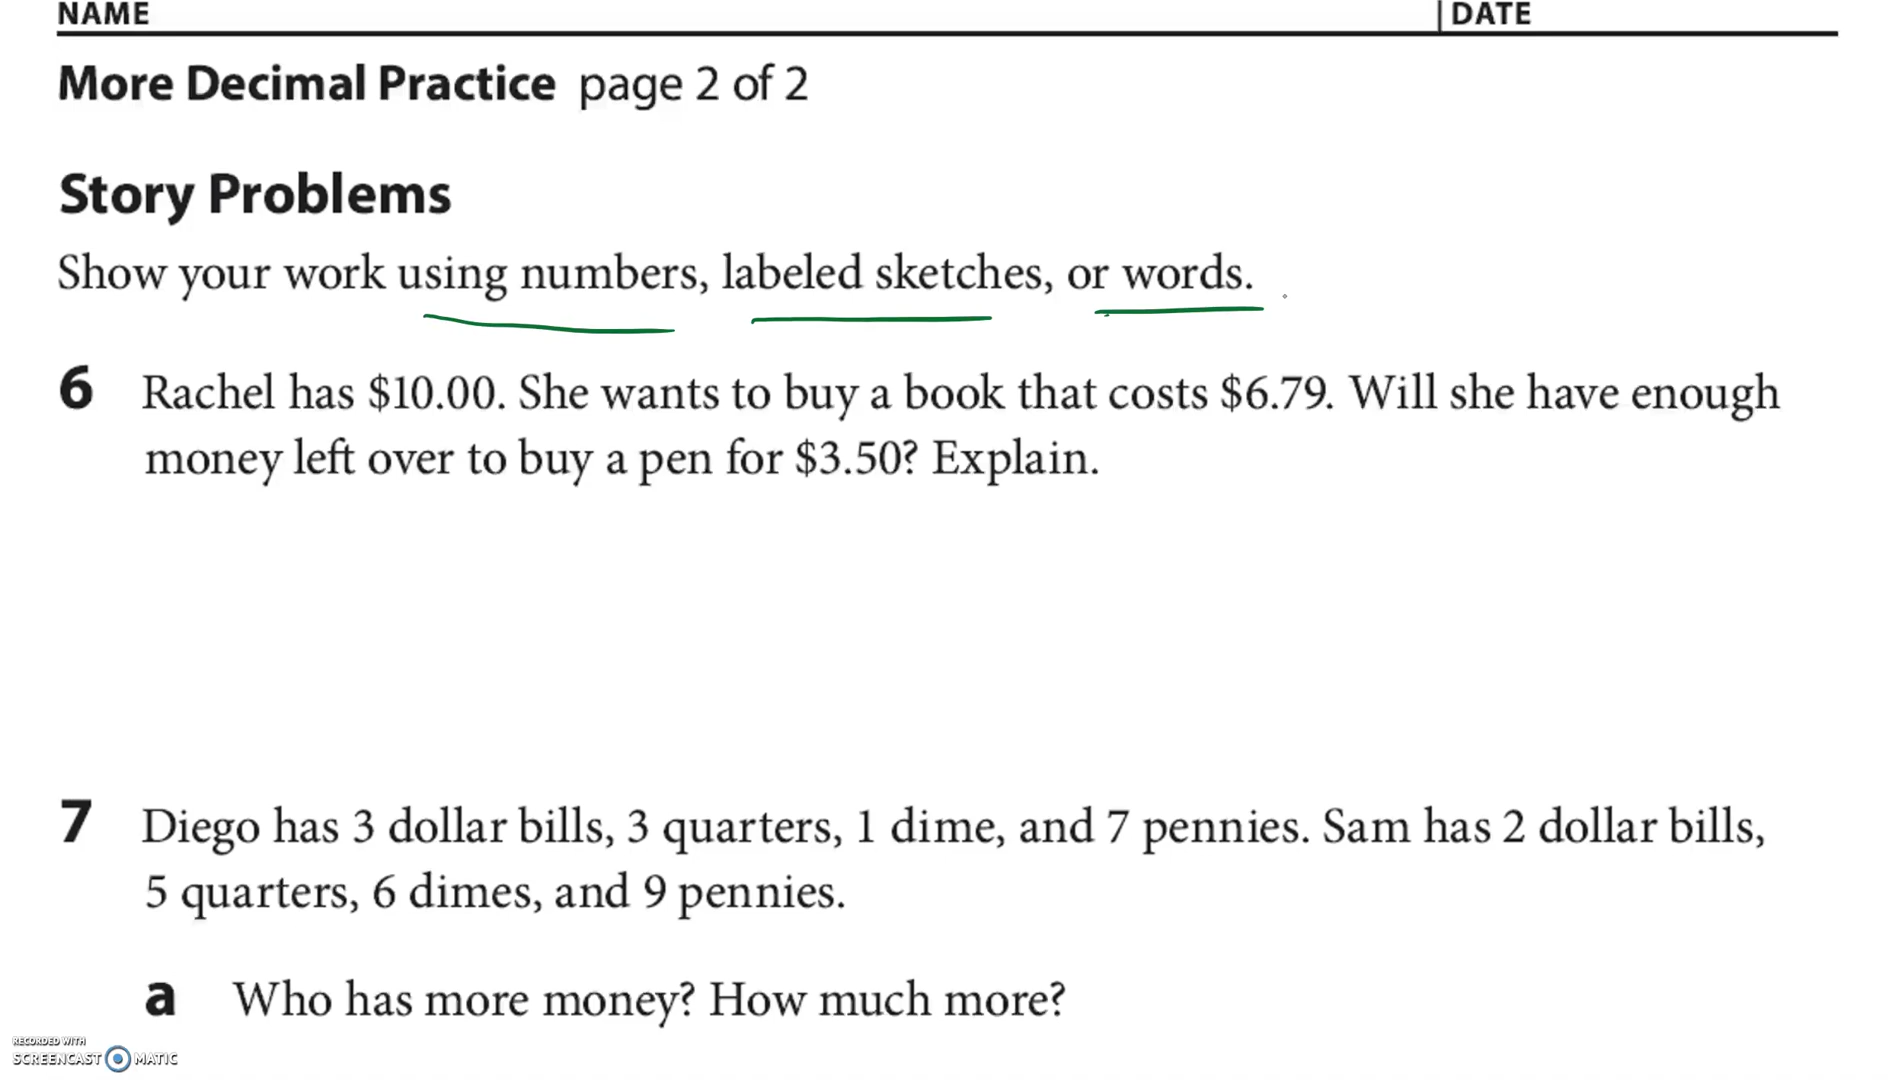 NAME | DATE
More Decimal Practice page 2 of 2
Story Problems
Show your work using numbers, labeled sketches, or words.
6 Rachel has $10.00. She wants to buy a book that costs $6.79. Will she have enough
money left over to buy a pen for $3.50? Explain.
7 Diego has 3 dollar bills, 3 quarters, 1 dime, and 7 pennies. Sam has 2 dollar bills,
5 quarters, 6 dimes, and 9 pennies.
a Who has more money? How much more?
RECORDED WITH
SCREENCAST MATIC